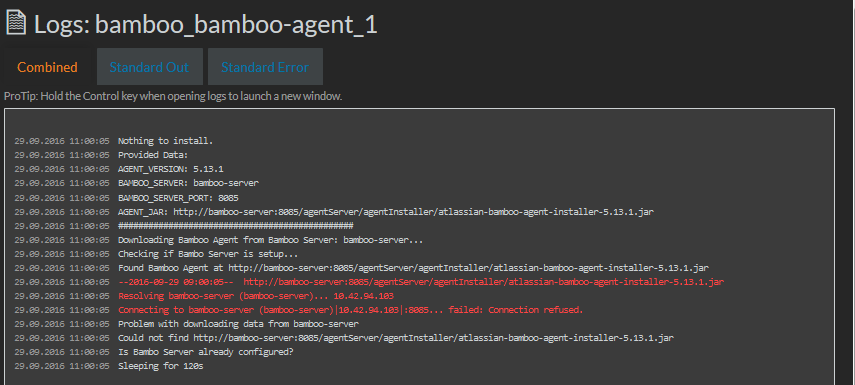 Logs: bamboo_bamboo-agent_1
Combined Standard Out Standard Error
ProTip: Hold the Control key when opening logs to launch a new window.
29.09.2016 11:00:05 Nothing to install.
29.09.2016 11:00:05 Provided Data:
29.09.2016 11:00:05 AGENT_VERSION: 5.13.1
29.09.2016 11:00:05 BAMBOO_SERVER: bamboo-server
29.09.2016 11:00:05 BAMBOO_SERVER_PORT: 8085
29.09.2016 11:00:05 AGENT_JAR: http://bamboo-server:8085/agentServer/agentInstaller/atlassian-bamboo-agent-installer-5.13.1.jar
29.09.2016 11:00:05 ###############################################
29.09.2016 11:00:05 Downloading Bamboo Agent from Bamboo Server: bamboo-server...
29.09.2016 11:00:05 Checking if Bambo Server is setup...
29.09.2016 11:00:05 Found Bamboo Agent at http://bamboo-server:8085/agentServer/agentInstaller/atlassian-bamboo-agent-installer-5.13.1.jar
29.09.2016 11:00:05 --2016-09-29 09:00:05-- http://bamboo-server:8085/agentServer/agentInstaller/atlassian-bamboo-agent-installer-5.13.1.jar
29.09.2016 11:00:05 Resolving bamboo-server (bamboo-server)... 10.42.94.103
29.09.2016 11:00:05 Connecting to bamboo-server (bamboo-server)|10.42.94.103|:8085... failed: Connection refused.
29.09.2016 11:00:05 Problem with downloading data from bamboo-server
29.09.2016 11:00:05 Could not find http://bamboo-server:8085/agentServer/agentInstaller/atlassian-bamboo-agent-installer-5.13.1.jar
29.09.2016 11:00:05 Is Bambo Server already configured?
29.09.2016 11:00:05 Sleeping for 120s